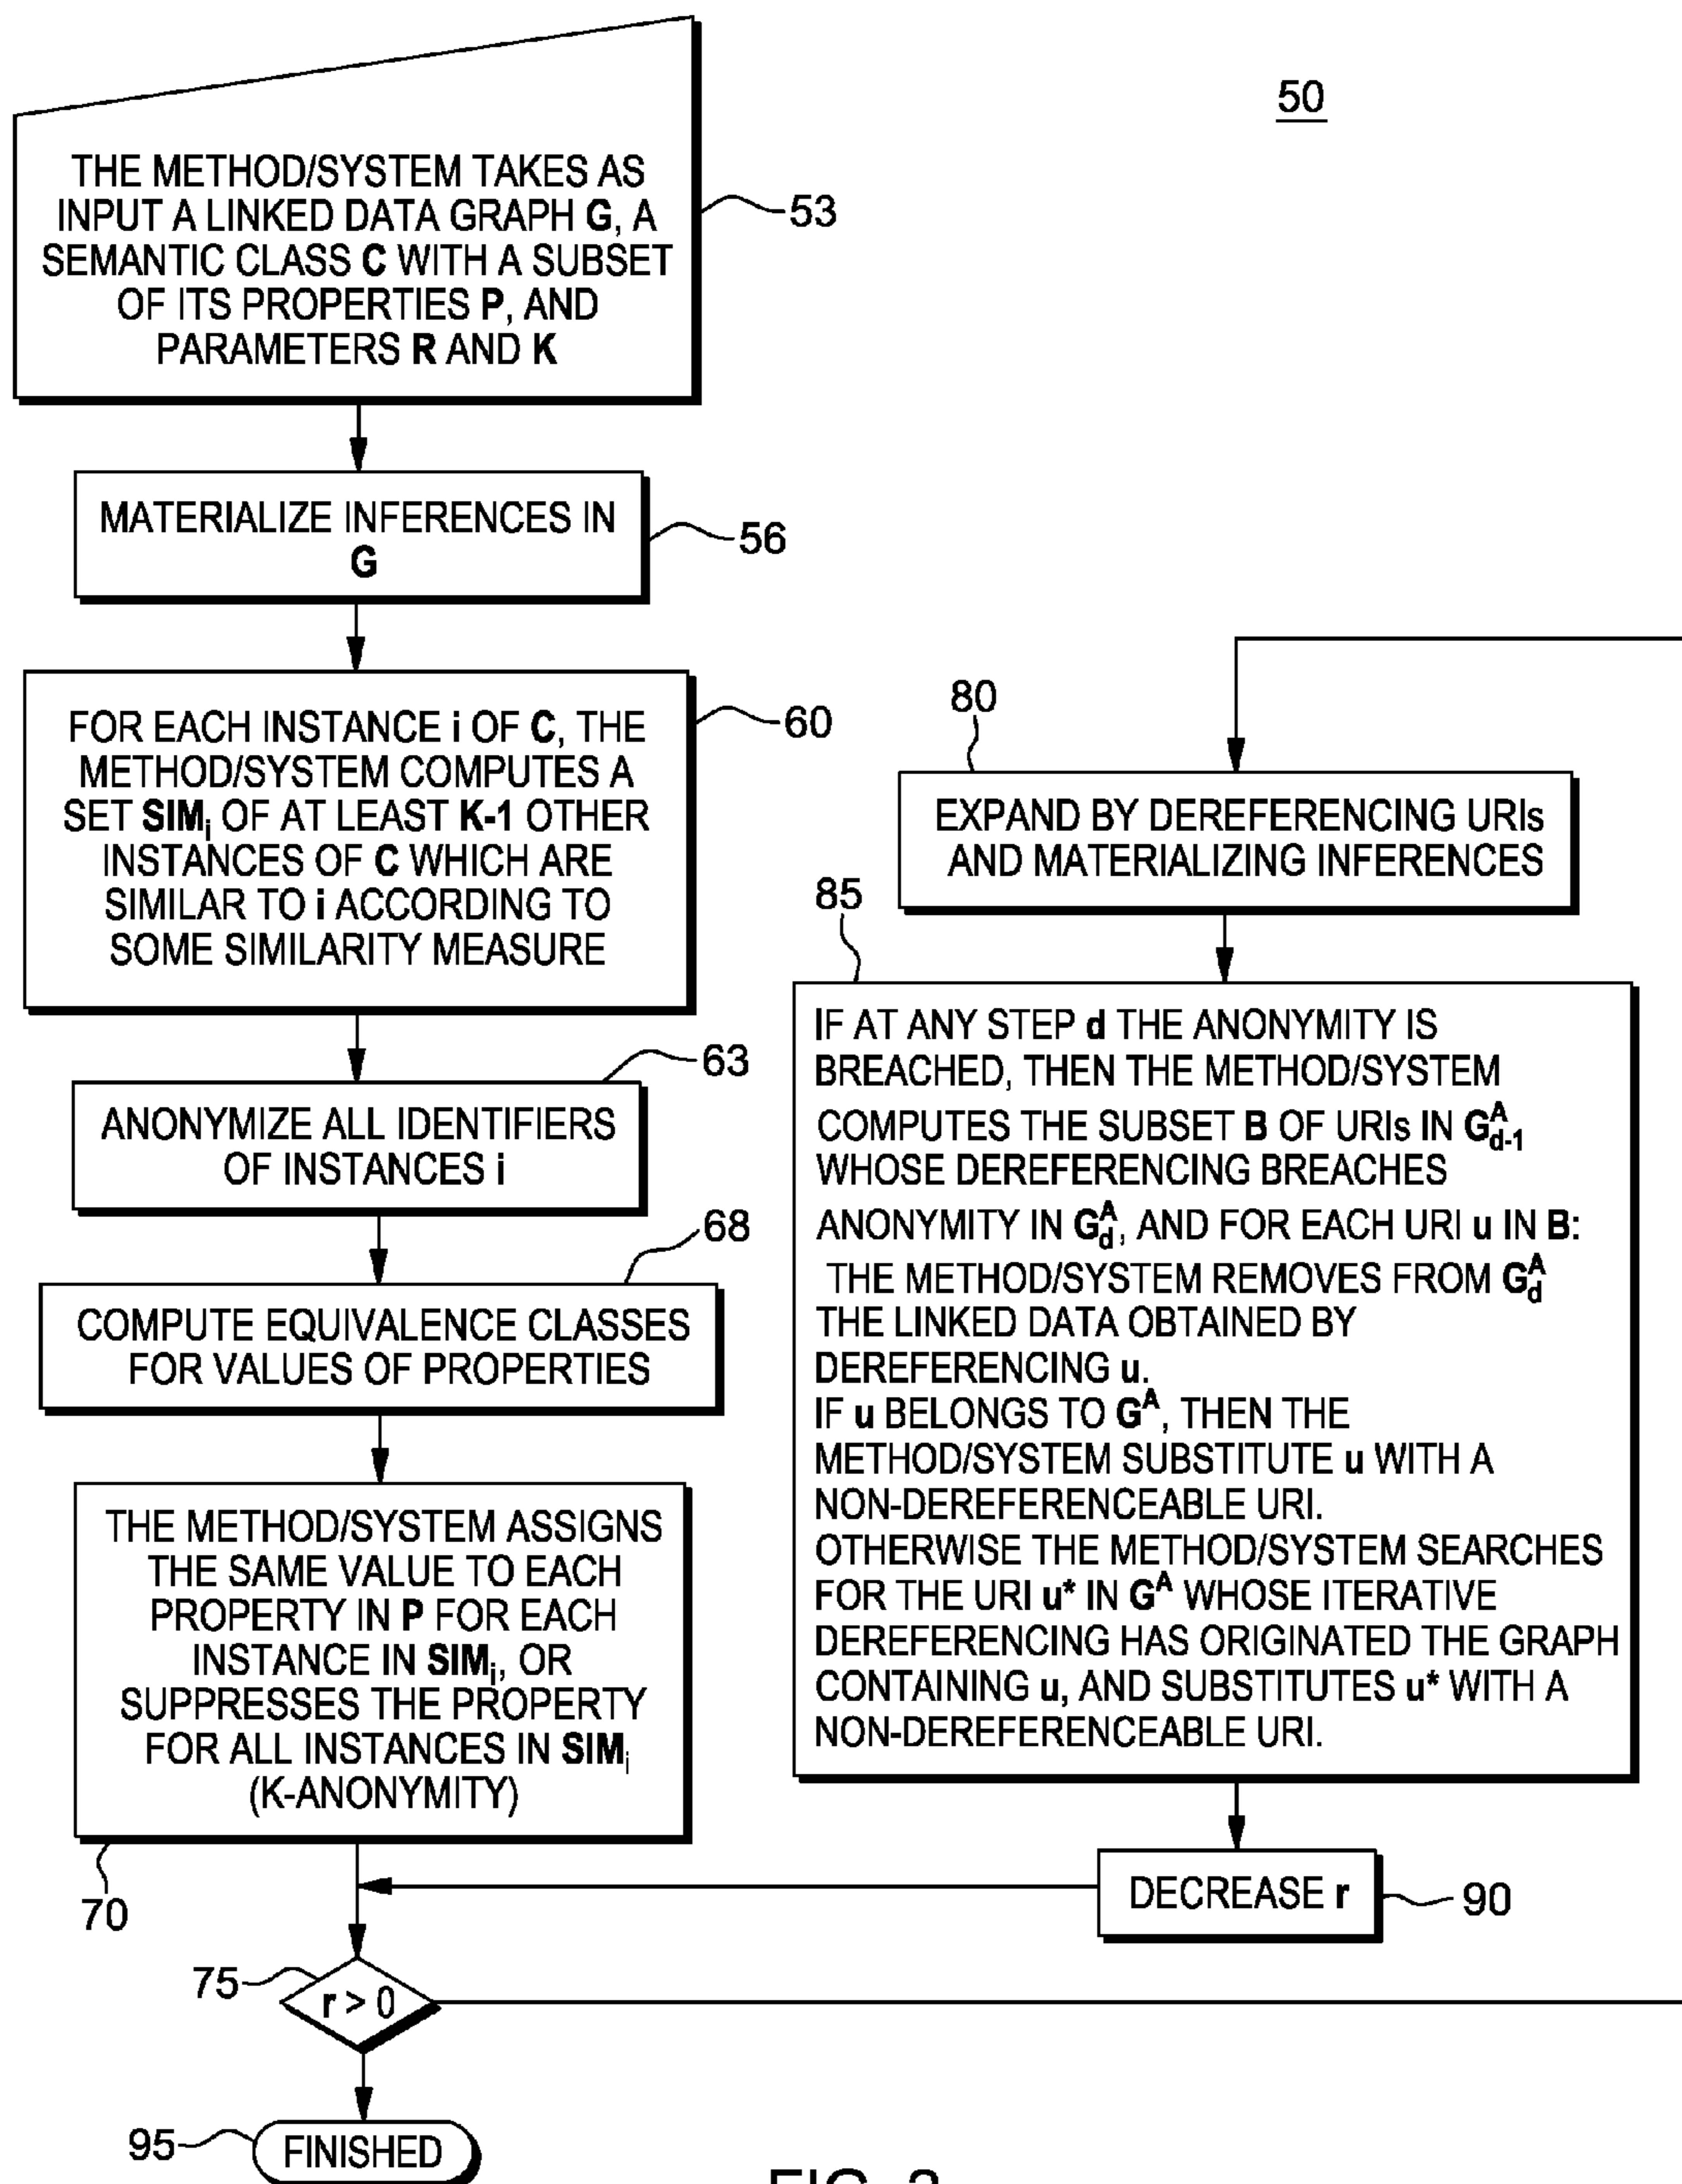 50
THE METHOD/SYSTEM TAKES AS
INPUT A LINKED DATA GRAPH G, A
SEMANTIC CLASS C WITH A SUBSET
OF ITS PROPERTIES P, AND
PARAMETERS R AND K
53
MATERIALIZE INFERENCES IN
G
56
FOR EACH INSTANCE i OF C, THE
METHOD/SYSTEM COMPUTES A
SET SIMi OF AT LEAST K-1 OTHER
INSTANCES OF C WHICH ARE
SIMILAR TO i ACCORDING TO
SOME SIMILARITY MEASURE
60
ANONYMIZE ALL IDENTIFIERS
OF INSTANCES i
63
COMPUTE EQUIVALENCE CLASSES
FOR VALUES OF PROPERTIES
68
THE METHOD/SYSTEM ASSIGNS
THE SAME VALUE TO EACH
PROPERTY IN P FOR EACH
INSTANCE IN SIMi, OR
SUPPRESSES THE PROPERTY
FOR ALL INSTANCES IN SIMi
(K-ANONYMITY)
70
75
r > 0
95
FINISHED
80
EXPAND BY DEREFERENCING URIs
AND MATERIALIZING INFERENCES
85
IF AT ANY STEP d THE ANONYMITY IS
BREACHED, THEN THE METHOD/SYSTEM
COMPUTES THE SUBSET B OF URIs IN G^A_d-1
WHOSE DEREFERENCING BREACHES
ANONYMITY IN G^A_d, AND FOR EACH URI u IN B:
THE METHOD/SYSTEM REMOVES FROM G^A_d
THE LINKED DATA OBTAINED BY
DEREFERENCING u.
IF u BELONGS TO G^A, THEN THE
METHOD/SYSTEM SUBSTITUTE u WITH A
NON-DEREFERENCEABLE URI.
OTHERWISE THE METHOD/SYSTEM SEARCHES
FOR THE URI u* IN G^A WHOSE ITERATIVE
DEREFERENCING HAS ORIGINATED THE GRAPH
CONTAINING u, AND SUBSTITUTES u* WITH A
NON-DEREFERENCEABLE URI.
DECREASE r
90